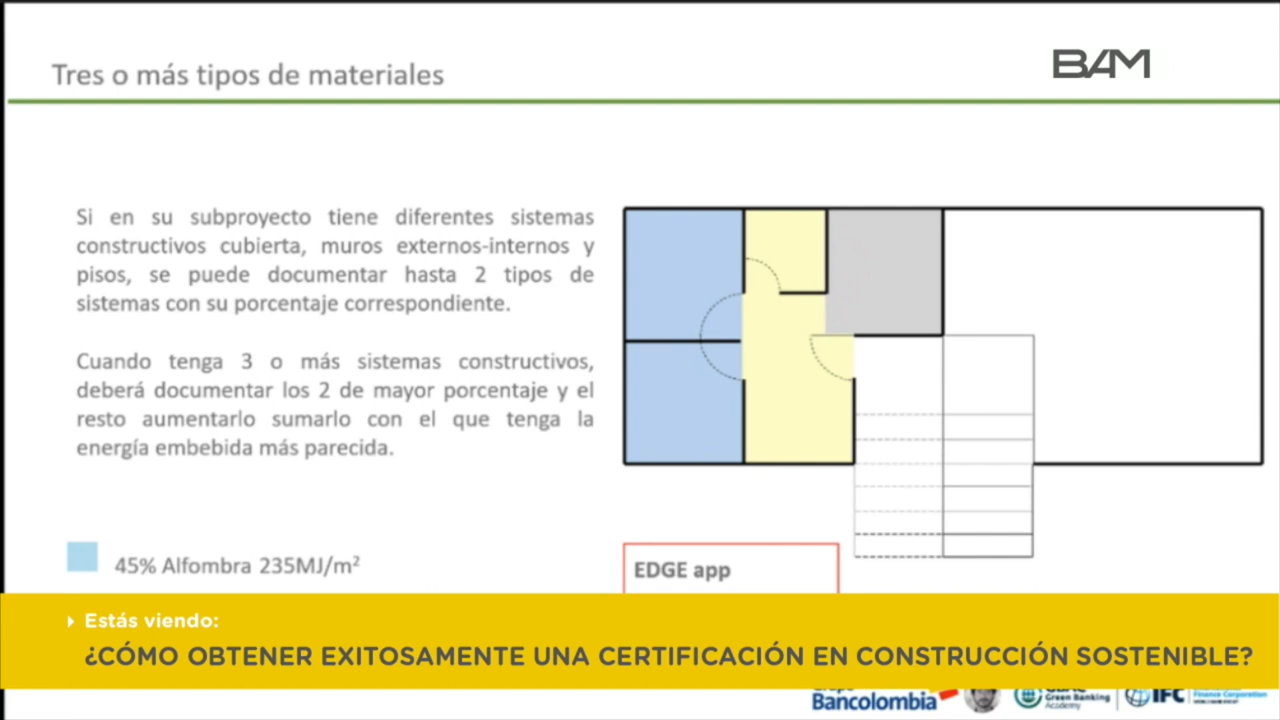 Tres o más tipos de materiales
BAM
Si en su subproyecto tiene diferentes sistemas
constructivos cubierta, muros externos-internos y
pisos, se puede documentar hasta 2 tipos de
sistemas con su porcentaje correspondiente.
Cuando tenga 3 o más sistemas constructivos,
deberá documentar los 2 de mayor porcentaje y el
resto aumentarlo sumarlo con el que tenga la
energía embebida más parecida.
45% Alfombra 235MJ/m²
EDGE app
Estás viendo:
¿CÓMO OBTENER EXITOSAMENTE UNA CERTIFICACIÓN EN CONSTRUCCIÓN SOSTENIBLE?
Grupo
Bancolombia
Green Banking
Academy
IFC
Finance Corporation